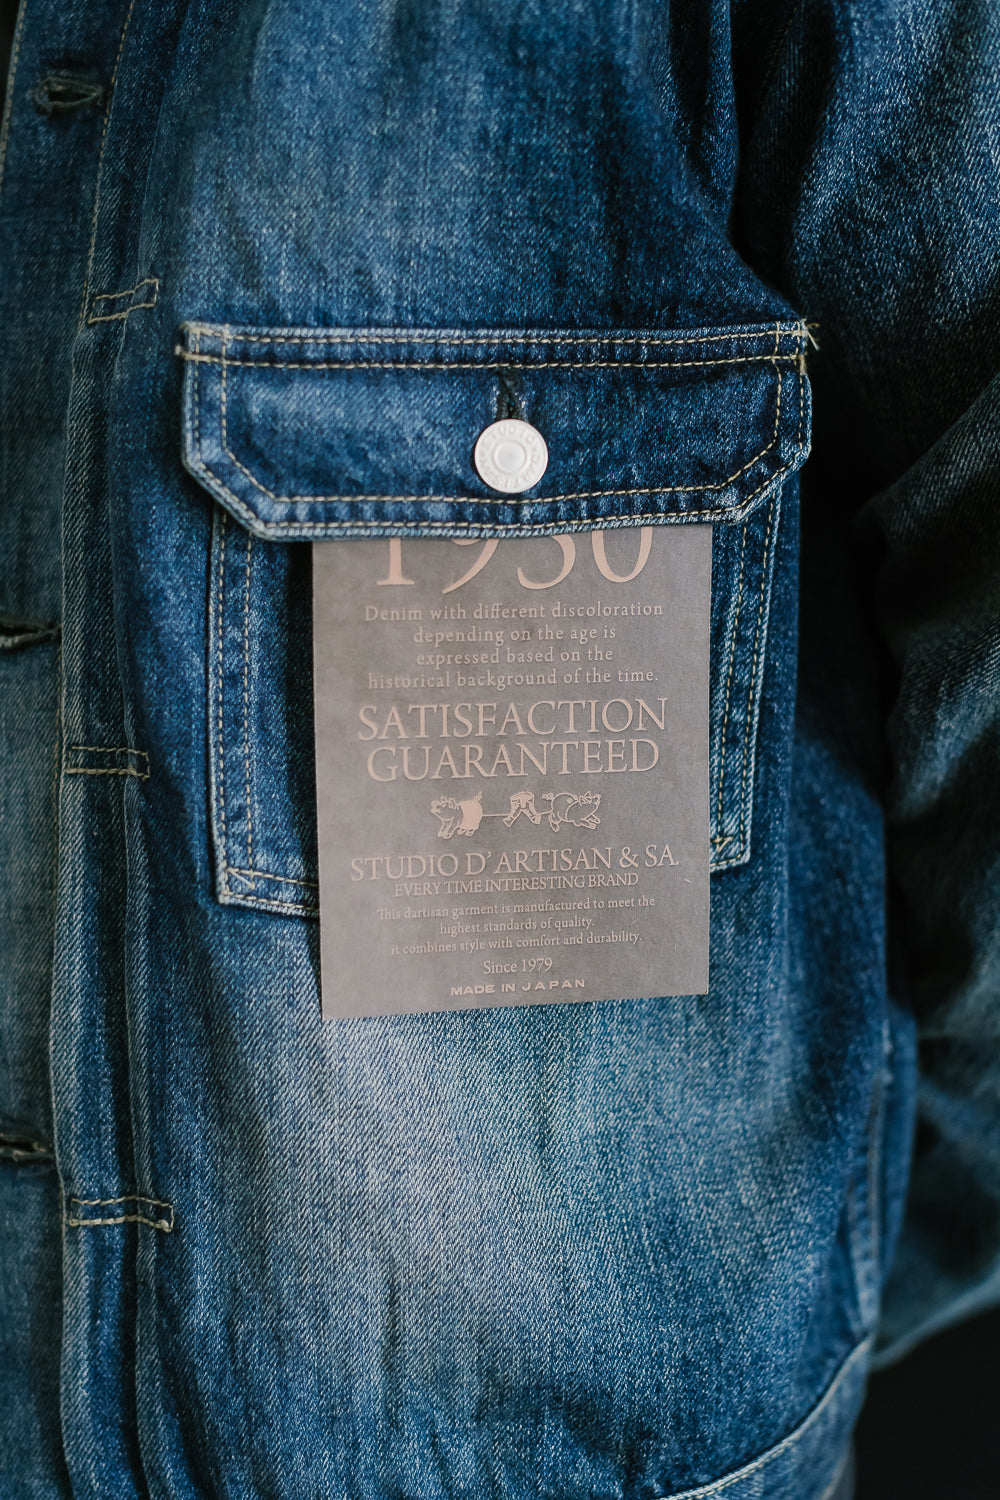 1930
Denim with different discoloration
depending on the age is
expressed based on the
historical background of the time.
SATISFACTION
GUARANTEED
STUDIO D' ARTISAN & SA.
EVERY TIME INTERESTING BRAND
This dartisan garment is manufactured to meet the
highest standards of quality.
it combines style with comfort and durability.
Since 1979
MADE IN JAPAN